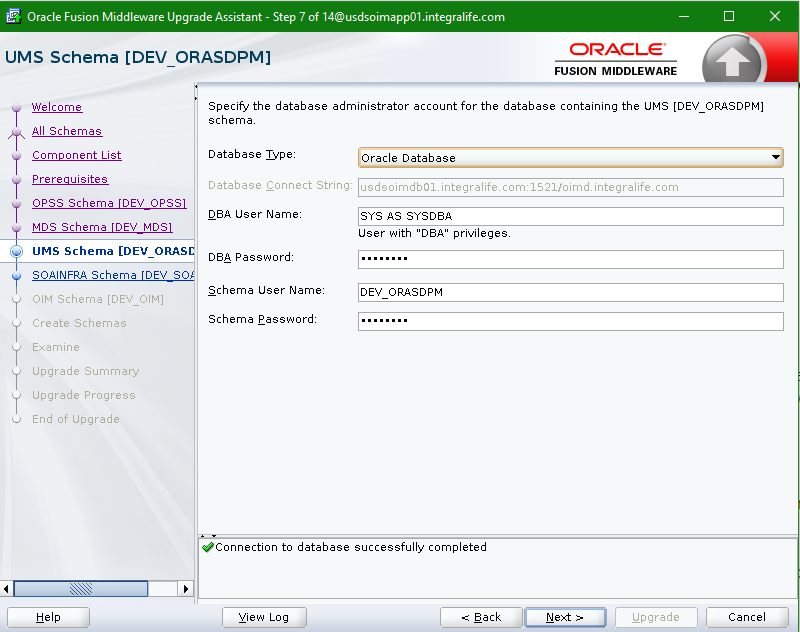 Oracle Fusion Middleware Upgrade Assistant - Step 7 of 14@usdsoimapp01.integralife.com
UMS Schema [DEV_ORASDPM]
ORACLE
FUSION MIDDLEWARE
Welcome
All Schemas
Component List
Prerequisites
OPSS Schema [DEV_OPSS]
MDS Schema [DEV_MDS]
UMS Schema [DEV_ORASD
SOAINFRA Schema [DEV_SOA
OIM Schema [DEV_OIM]
Create Schemas
Examine
Upgrade Summary
Upgrade Progress
End of Upgrade
Specify the database administrator account for the database containing the UMS [DEV_ORASDPM]
schema.
Database Type: Oracle Database
Database Connect String: usdsoimdb01.integralife.com:1521/oimd.integralife.com
DBA User Name: SYS AS SYSDBA
User with "DBA" privileges.
DBA Password: ••••••••
Schema User Name: DEV_ORASDPM
Schema Password: ••••••••
Connection to database successfully completed
Help View Log < Back Next > Upgrade Cancel